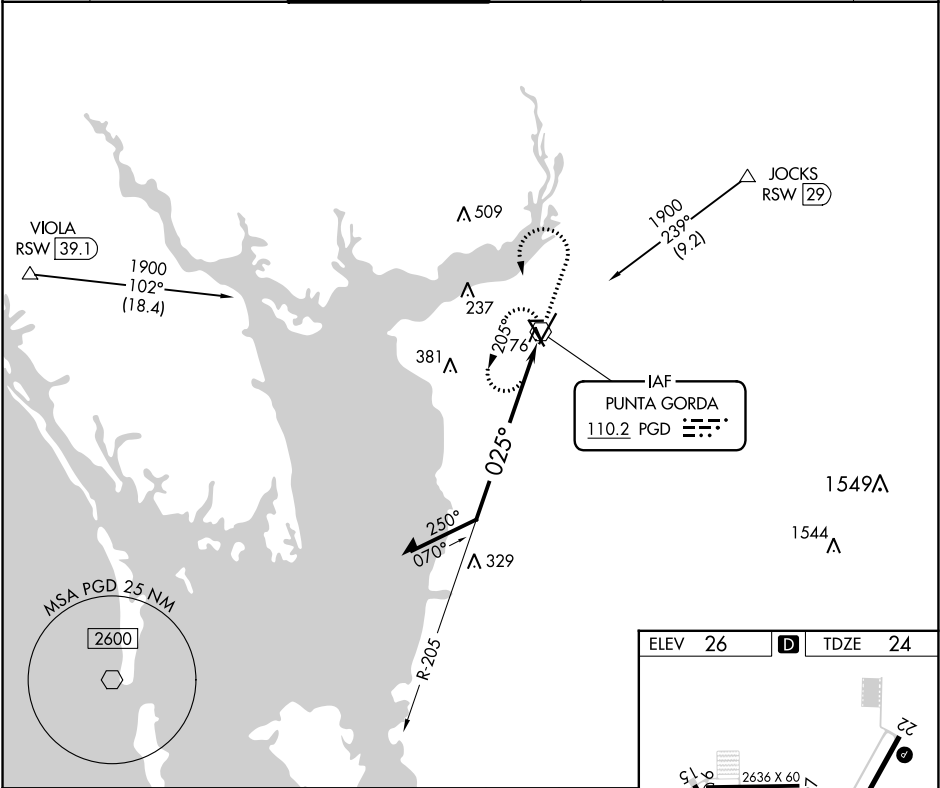 JOCKS
RSW 29
1900
239°
(9.2)
509
VIOLA
RSW 39.1
1900
102°
(18.4)
237
205°
76
381
IAF
PUNTA GORDA
110.2 PGD
025°
1549
1544
250°
070°
329
MSA PGD 25 NM
2600
R-205
ELEV 26 D TDZE 24
22
P
15
2636 X 60